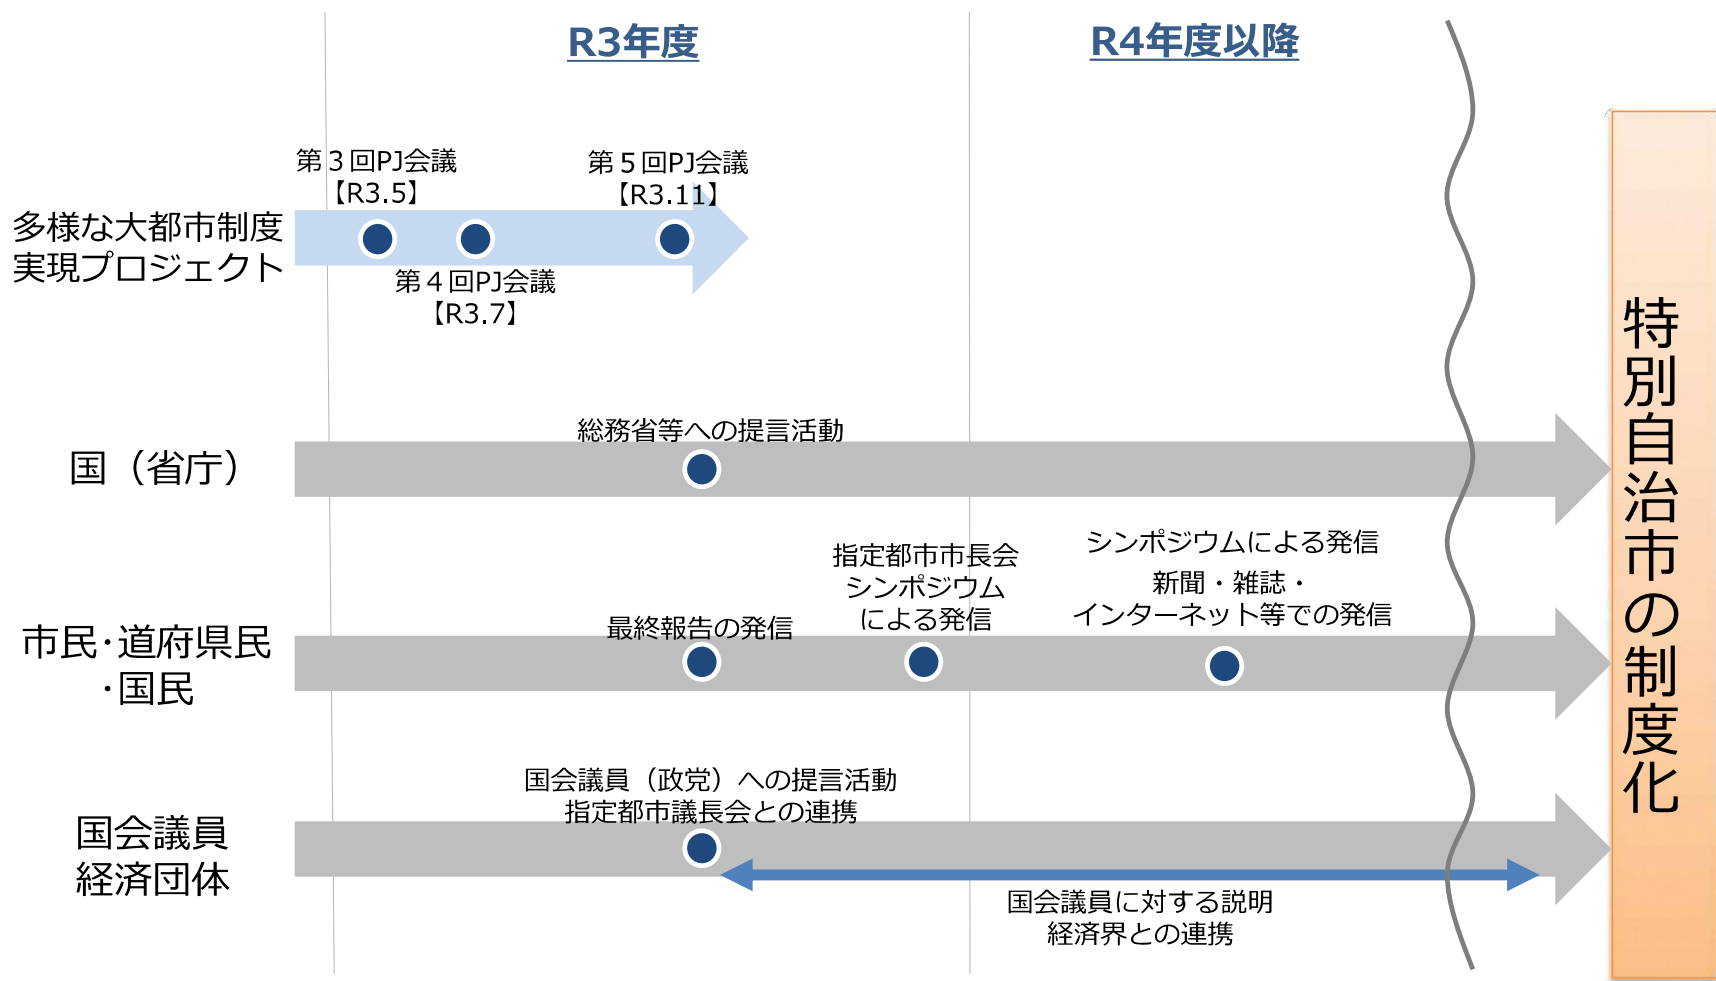 R3年度
R4年度以降
第３回PJ会議
【R3.5】
第５回PJ会議
【R3.11】
多様な大都市制度
実現プロジェクト
第４回PJ会議
【R3.7】
総務省等への提言活動
国（省庁）
指定都市市長会
シンポジウム
による発信
シンポジウムによる発信
新聞・雑誌・
インターネット等での発信
最終報告の発信
市民・道府県民
・国民
国会議員（政党）への提言活動
指定都市議長会との連携
国会議員
経済団体
国会議員に対する説明
経済界との連携
特別自治市の制度化